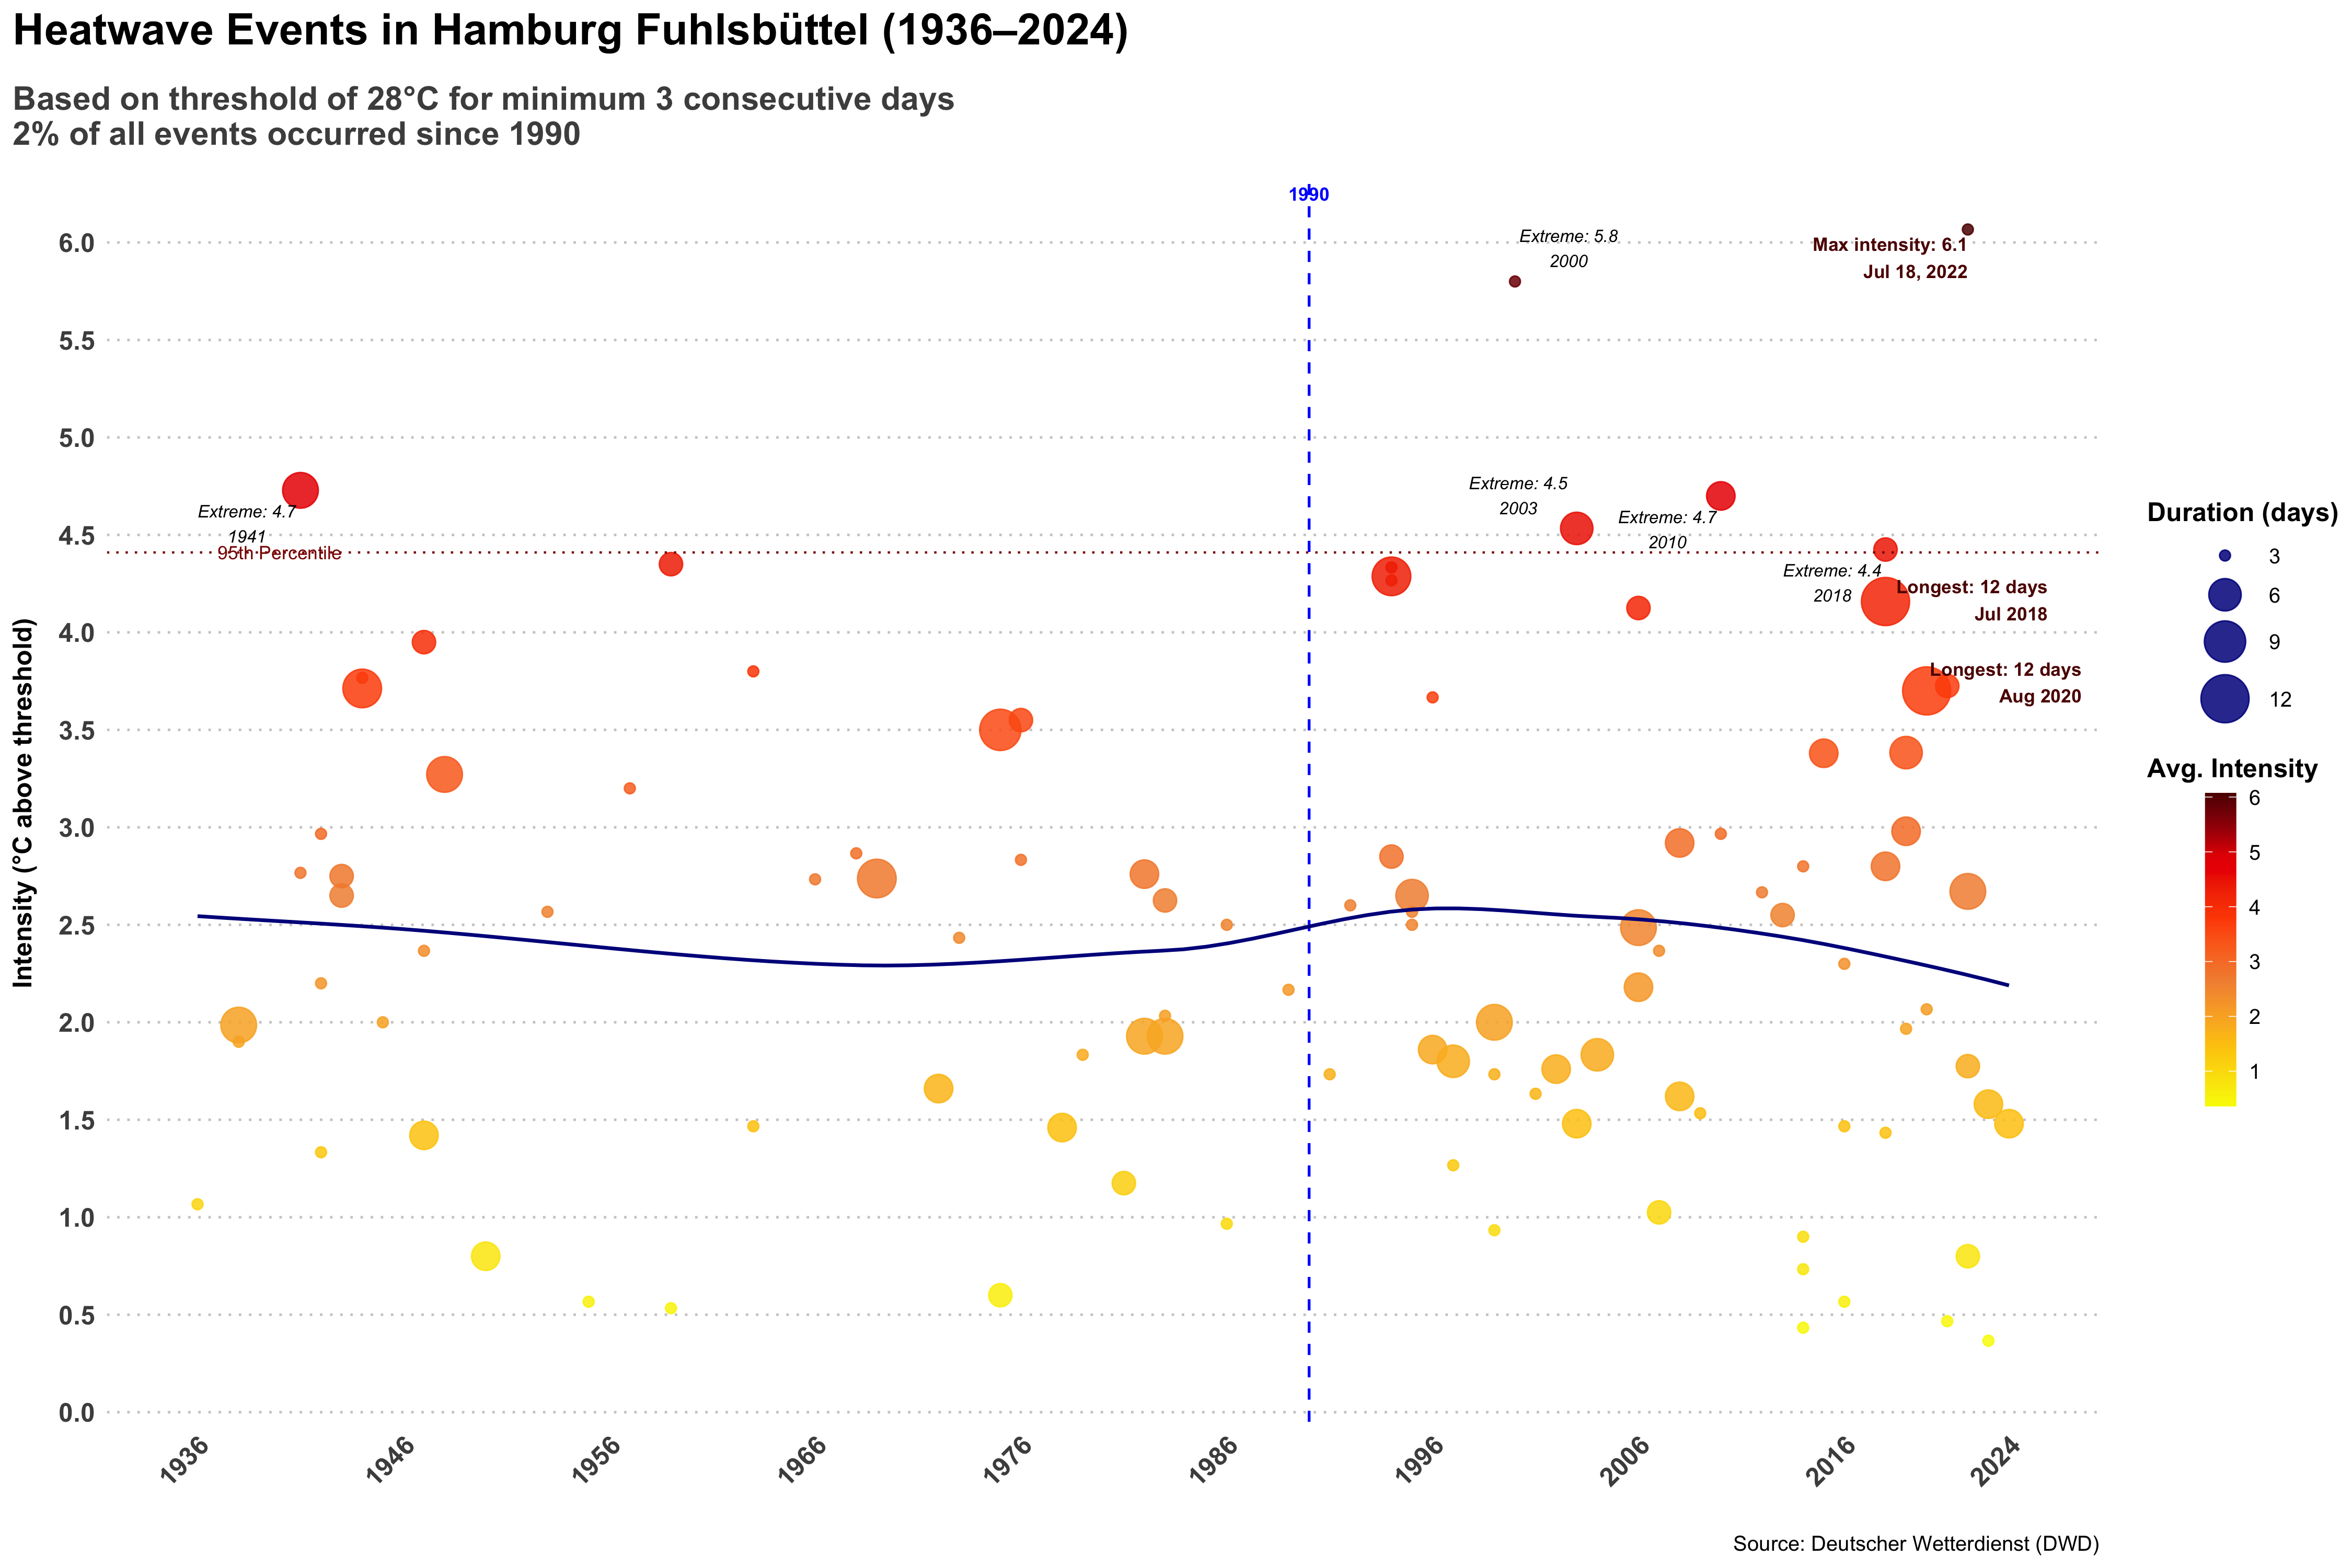 Heatwave Events in Hamburg Fuhlsbüttel (1936–2024)
Based on threshold of 28°C for minimum 3 consecutive days
2% of all events occurred since 1990
1990
Extreme: 5.8
2000
Max intensity: 6.1
Jul 18, 2022
Extreme: 4.7
1941
95th Percentile
Extreme: 4.5
2003
Extreme: 4.7
2010
Extreme: 4.4
2018
Longest: 12 days
Jul 2018
Longest: 12 days
Aug 2020
Intensity (°C above threshold)
6.0
5.5
5.0
4.5
4.0
3.5
3.0
2.5
2.0
1.5
1.0
0.5
0.0
1936
1946
1956
1966
1976
1986
1996
2006
2016
2024
Duration (days)
3
6
9
12
Avg. Intensity
6
5
4
3
2
1
Source: Deutscher Wetterdienst (DWD)